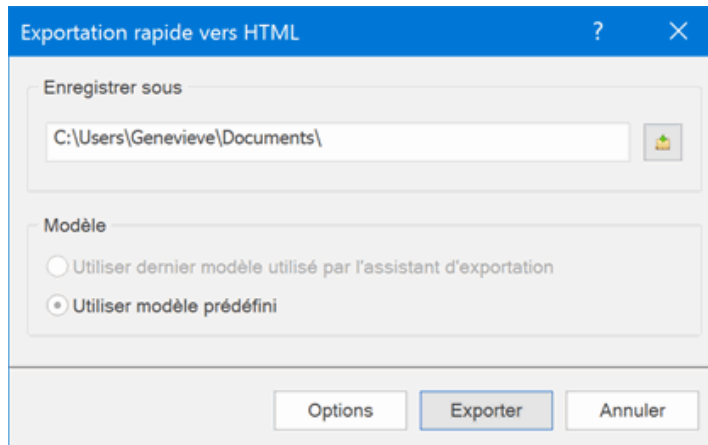 Exportation rapide vers HTML ?
Enregistrer sous
C:\Users\Genevieve\Documents\
Modèle
Utiliser dernier modèle utilisé par l'assistant d'exportation
Utiliser modèle prédéfini
Options Exporter Annuler